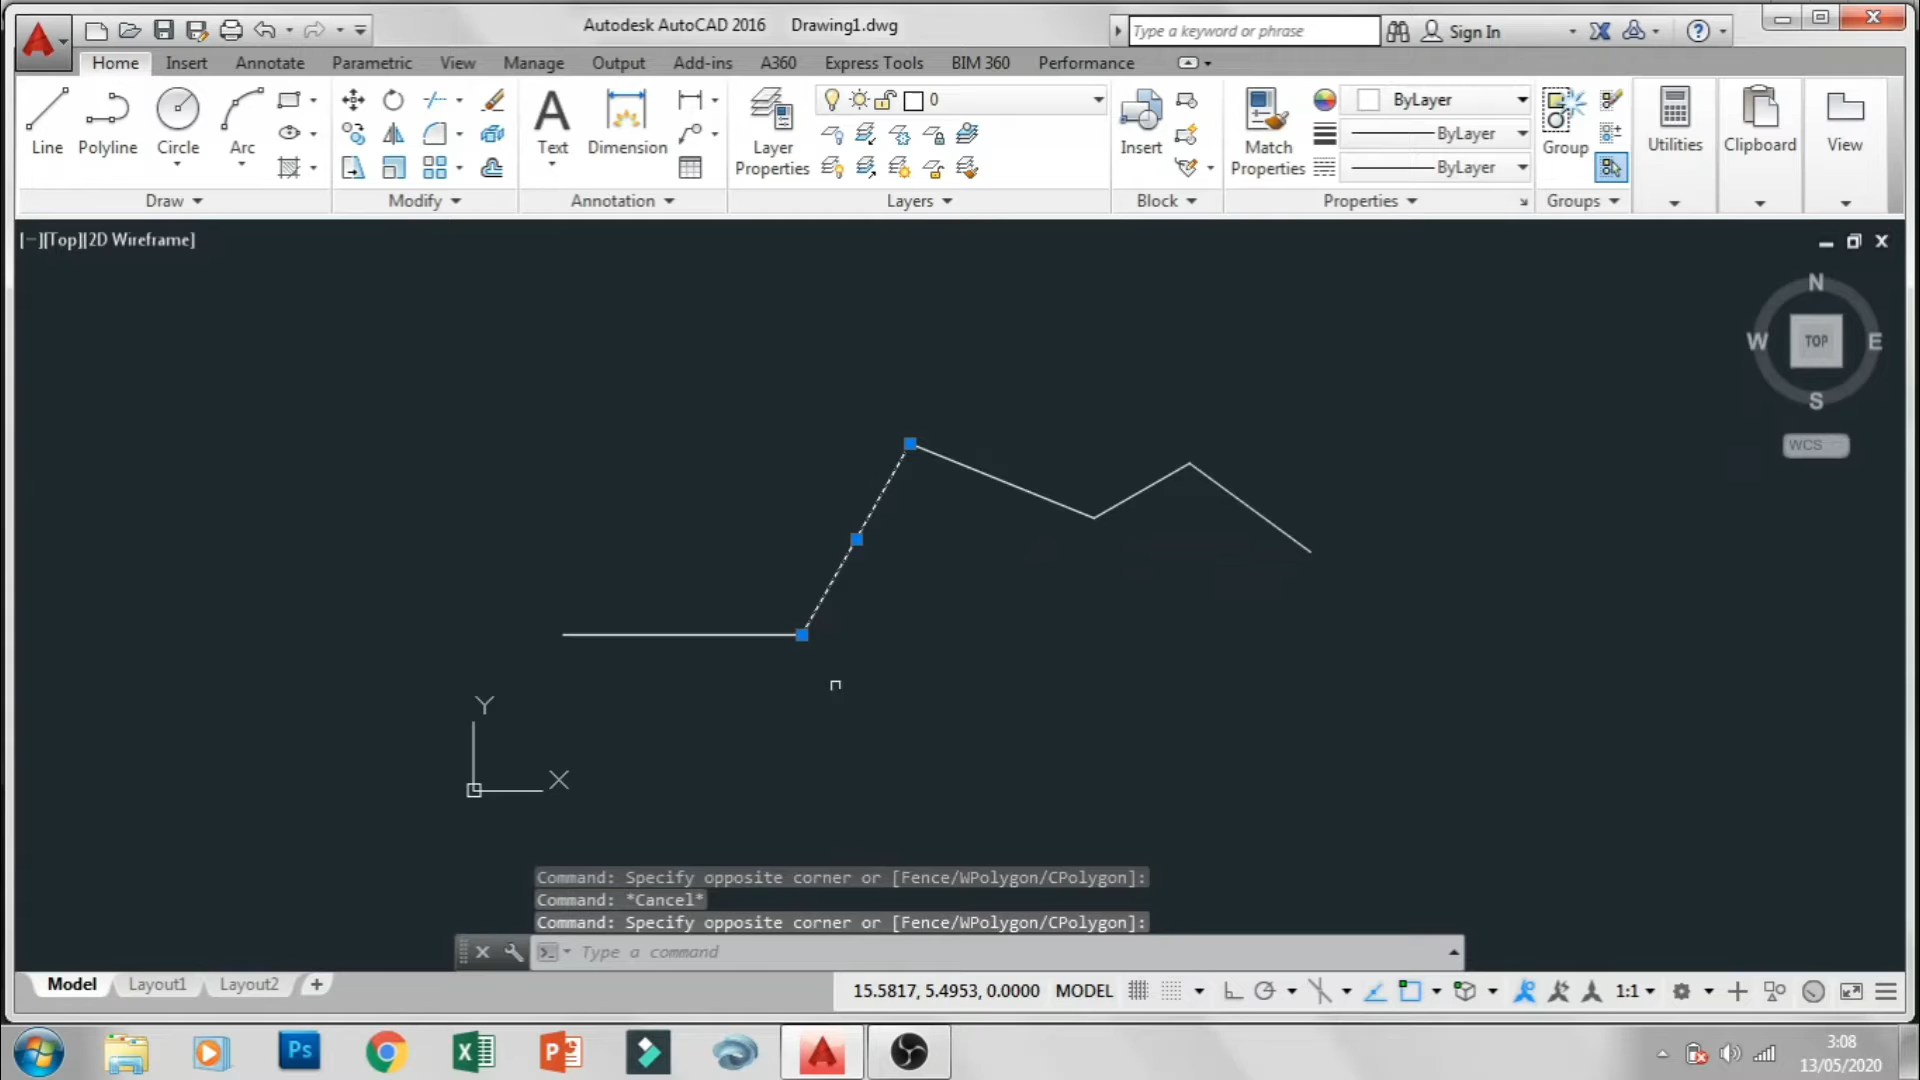 Autodesk AutoCAD 2016 Drawing1.dwg
Type a keyword or phrase
Sign In
Home Insert Annotate Parametric View Manage Output Add-ins A360 Express Tools BIM 360 Performance
Line Polyline Circle Arc
Text Dimension
Layer Properties
0
Insert
Match Properties
ByLayer
ByLayer
ByLayer
Group
Utilities
Clipboard
View
Draw Modify Annotation Layers Block Properties Groups
[−][Top][2D Wireframe]
N
W TOP E
S
WCS
Y
X
Command: Specify opposite corner or [Fence/WPolygon/CPolygon]:
Command: *Cancel*
Command: Specify opposite corner or [Fence/WPolygon/CPolygon]:
Type a command
Model Layout1 Layout2 +
15.5817, 5.4953, 0.0000 MODEL 1:1
Ps
3:08
13/05/2020